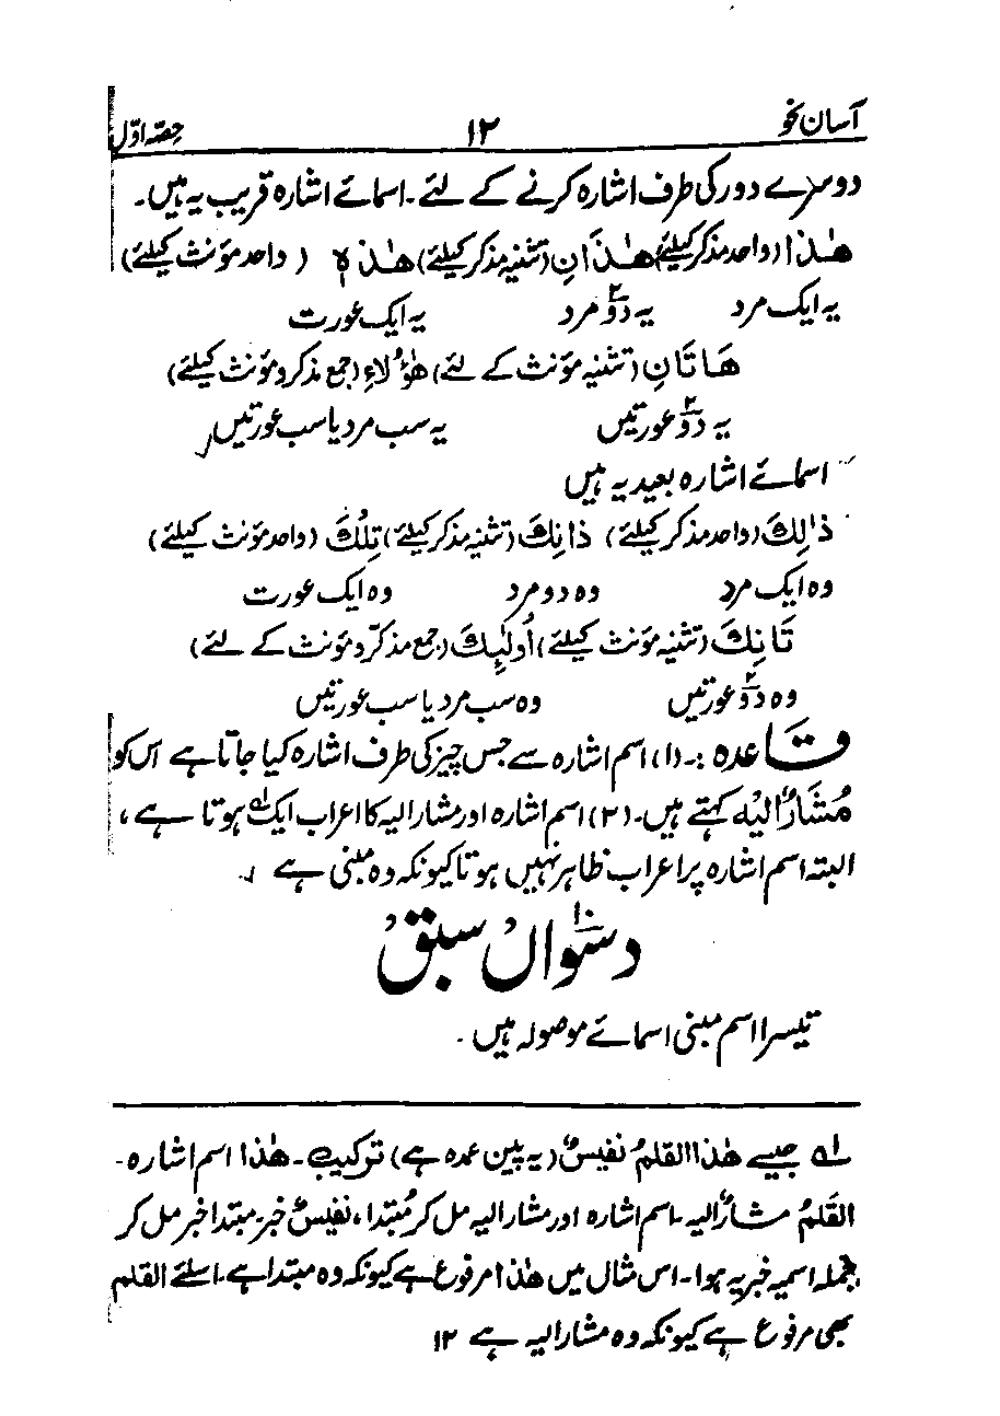 آسان نحو ۱۲ حصّہ اوّل
دوسرے دور کی طرف اشارہ کرنے کے لئے۔ اسمائے اشارہ قریب یہ ہیں۔
ھٰذَا (واحد مذکر کیلئے) ھٰذَانِ (تثنیہ مذکر کیلئے) ھٰذِہٖ (واحد مؤنث کیلئے)
یہ ایک مرد یہ دو۲ مرد یہ ایک عورت
ھَاتَانِ (تثنیہ مؤنث کے لئے) ھٰؤُلَاءِ (جمع مذکر و مؤنث کیلئے)
یہ دو۲ عورتیں یہ سب مرد یا سب عورتیں
اسمائے اشارہ بعید یہ ہیں
ذٰلِكَ (واحد مذکر کیلئے) ذَانِكَ (تثنیہ مذکر کیلئے) تِلْكَ (واحد مؤنث کیلئے)
وہ ایک مرد وہ دو مرد وہ ایک عورت
تَانِكَ (تثنیہ مؤنث کیلئے) اُولٰئِكَ (جمع مذکر و مؤنث کے لئے)
وہ دو۲ عورتیں وہ سب مرد یا سب عورتیں
قاعدہ :۔ (۱) اسم اشارہ سے جس چیز کی طرف اشارہ کیا جاتا ہے اس کو
مُشَارٌ اِلَیْہ کہتے ہیں۔ (۲) اسم اشارہ اور مشار الیہ کا اعراب ایک لہ ہوتا ہے،
البتہ اسم اشارہ پر اعراب ظاہر نہیں ہوتا کیونکہ وہ مبنی ہے ۔
دسواں۱۰ سبق
تیسرا اسم مبنی اسمائے موصولہ ہیں۔
لہ جیسے ھٰذا القلمُ نفیسٌ (یہ پین عمدہ ہے) ترکیب۔ ھٰذا اسم اشارہ۔
القَلَمُ مشارٌ الیہ۔ اسم اشارہ اور مشار الیہ مل کر مُبتدا، نفیسٌ خبر۔ مبتدا خبر مل کر
جملہ اسمیہ خبریہ ہوا۔ اس مثال میں ھٰذا مرفوع ہے کیونکہ وہ مبتدا ہے۔ اسلئے القلم
بھی مرفوع ہے کیونکہ وہ مشار الیہ ہے ۱۲